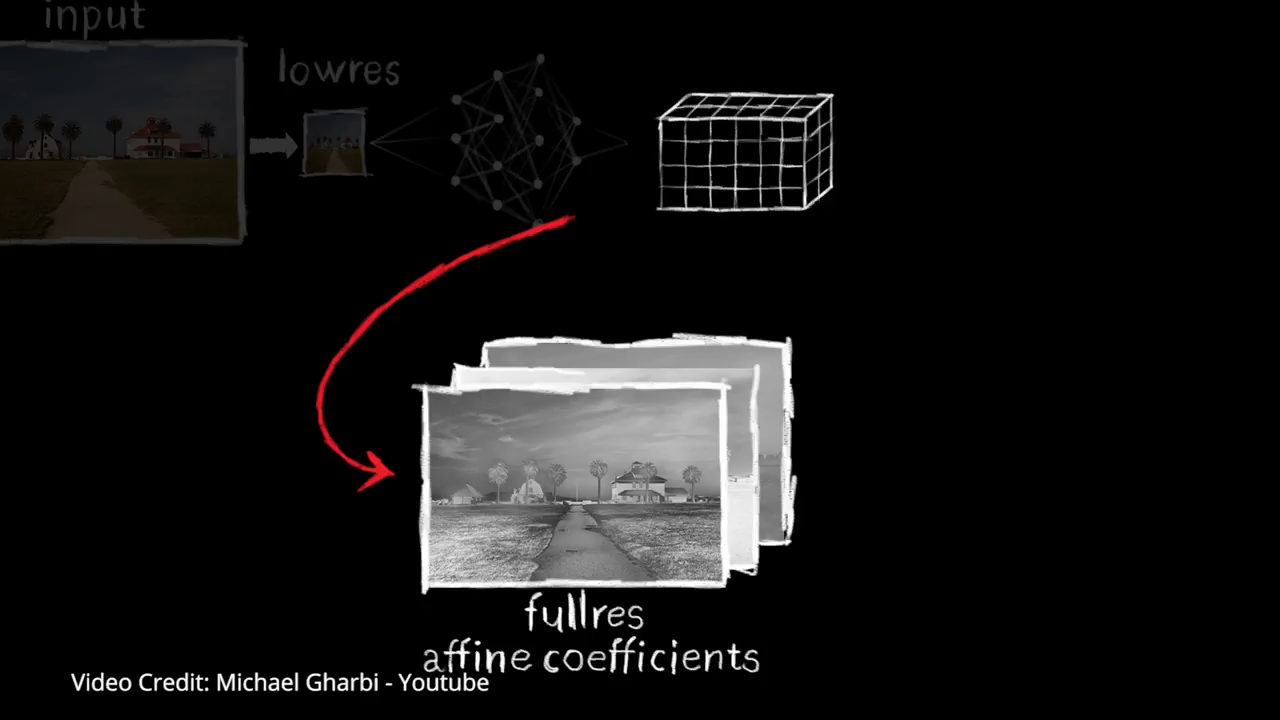 input
lowres
fullres
affine coefficients
Video Credit: Michael Gharbi - Youtube